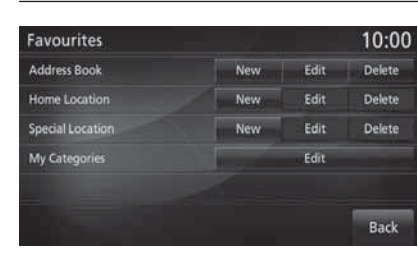 Favourites 10:00
Address Book New Edit Delete
Home Location New Edit Delete
Special Location New Edit Delete
My Categories Edit
Back